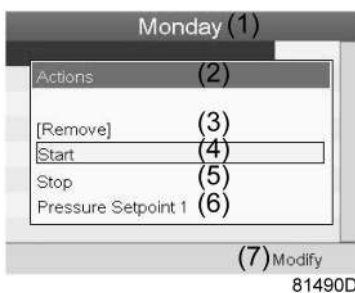 Monday (1)
Actions (2)
[Remove] (3)
Start (4)
Stop (5)
Pressure Setpoint 1 (6)
(7) Modify
81490D